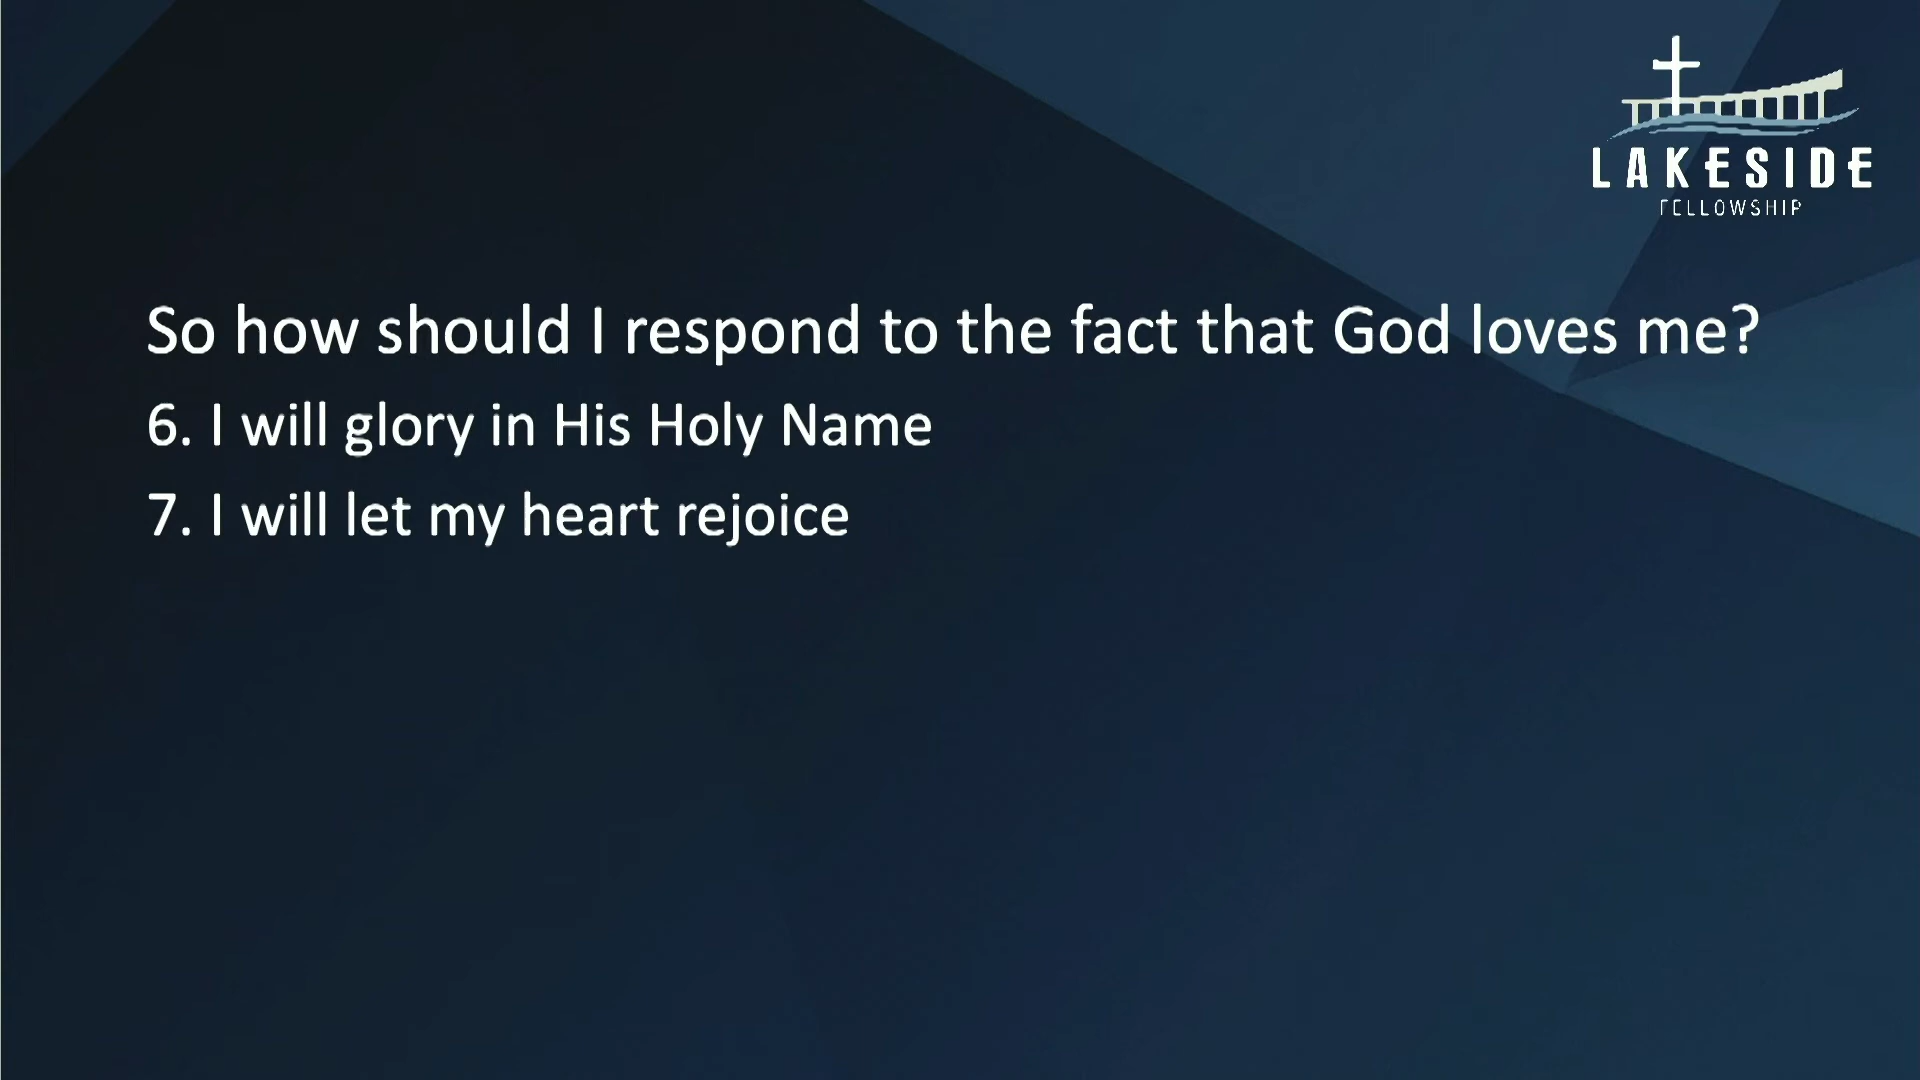 LAKESIDE
FELLOWSHIP
So how should I respond to the fact that God loves me?
6. I will glory in His Holy Name
7. I will let my heart rejoice